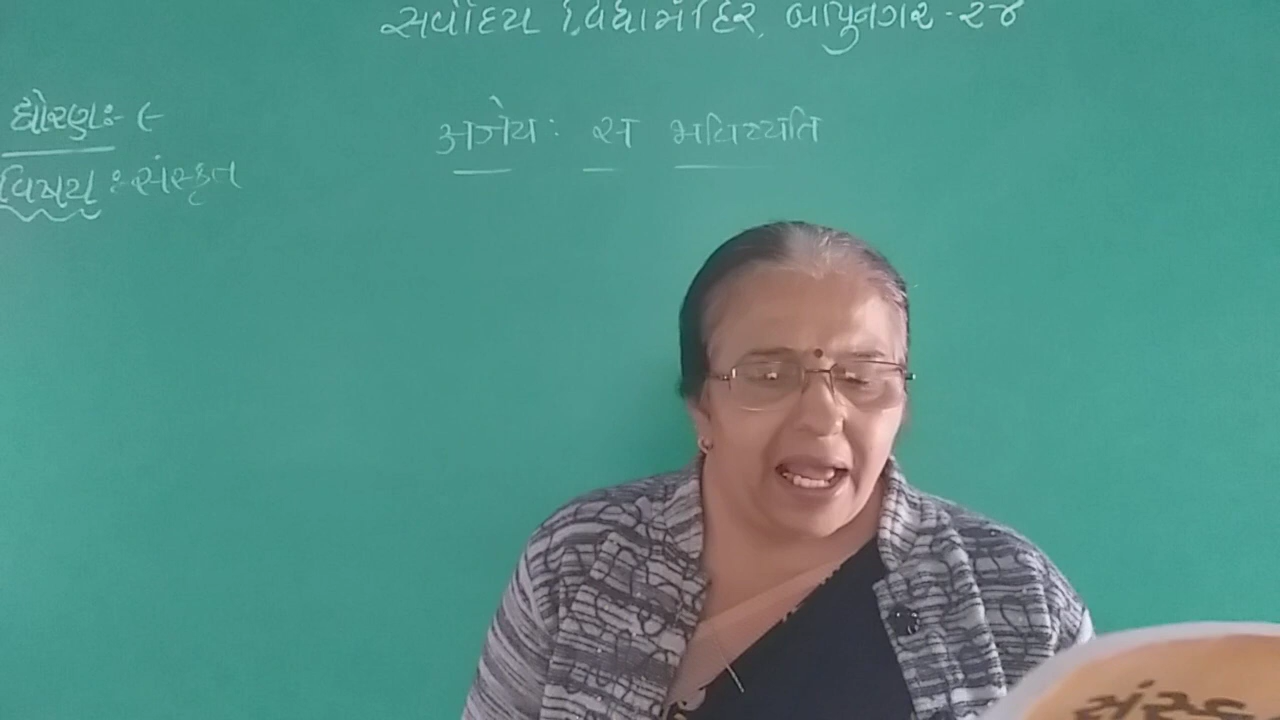 સર્વોદય વિદ્યામંદિર, બાપુનગર-૨૪
ધોરણઃ- ૯
વિષય :- સંસ્કૃત
અજેયઃ સ ભવિષ્યતિ